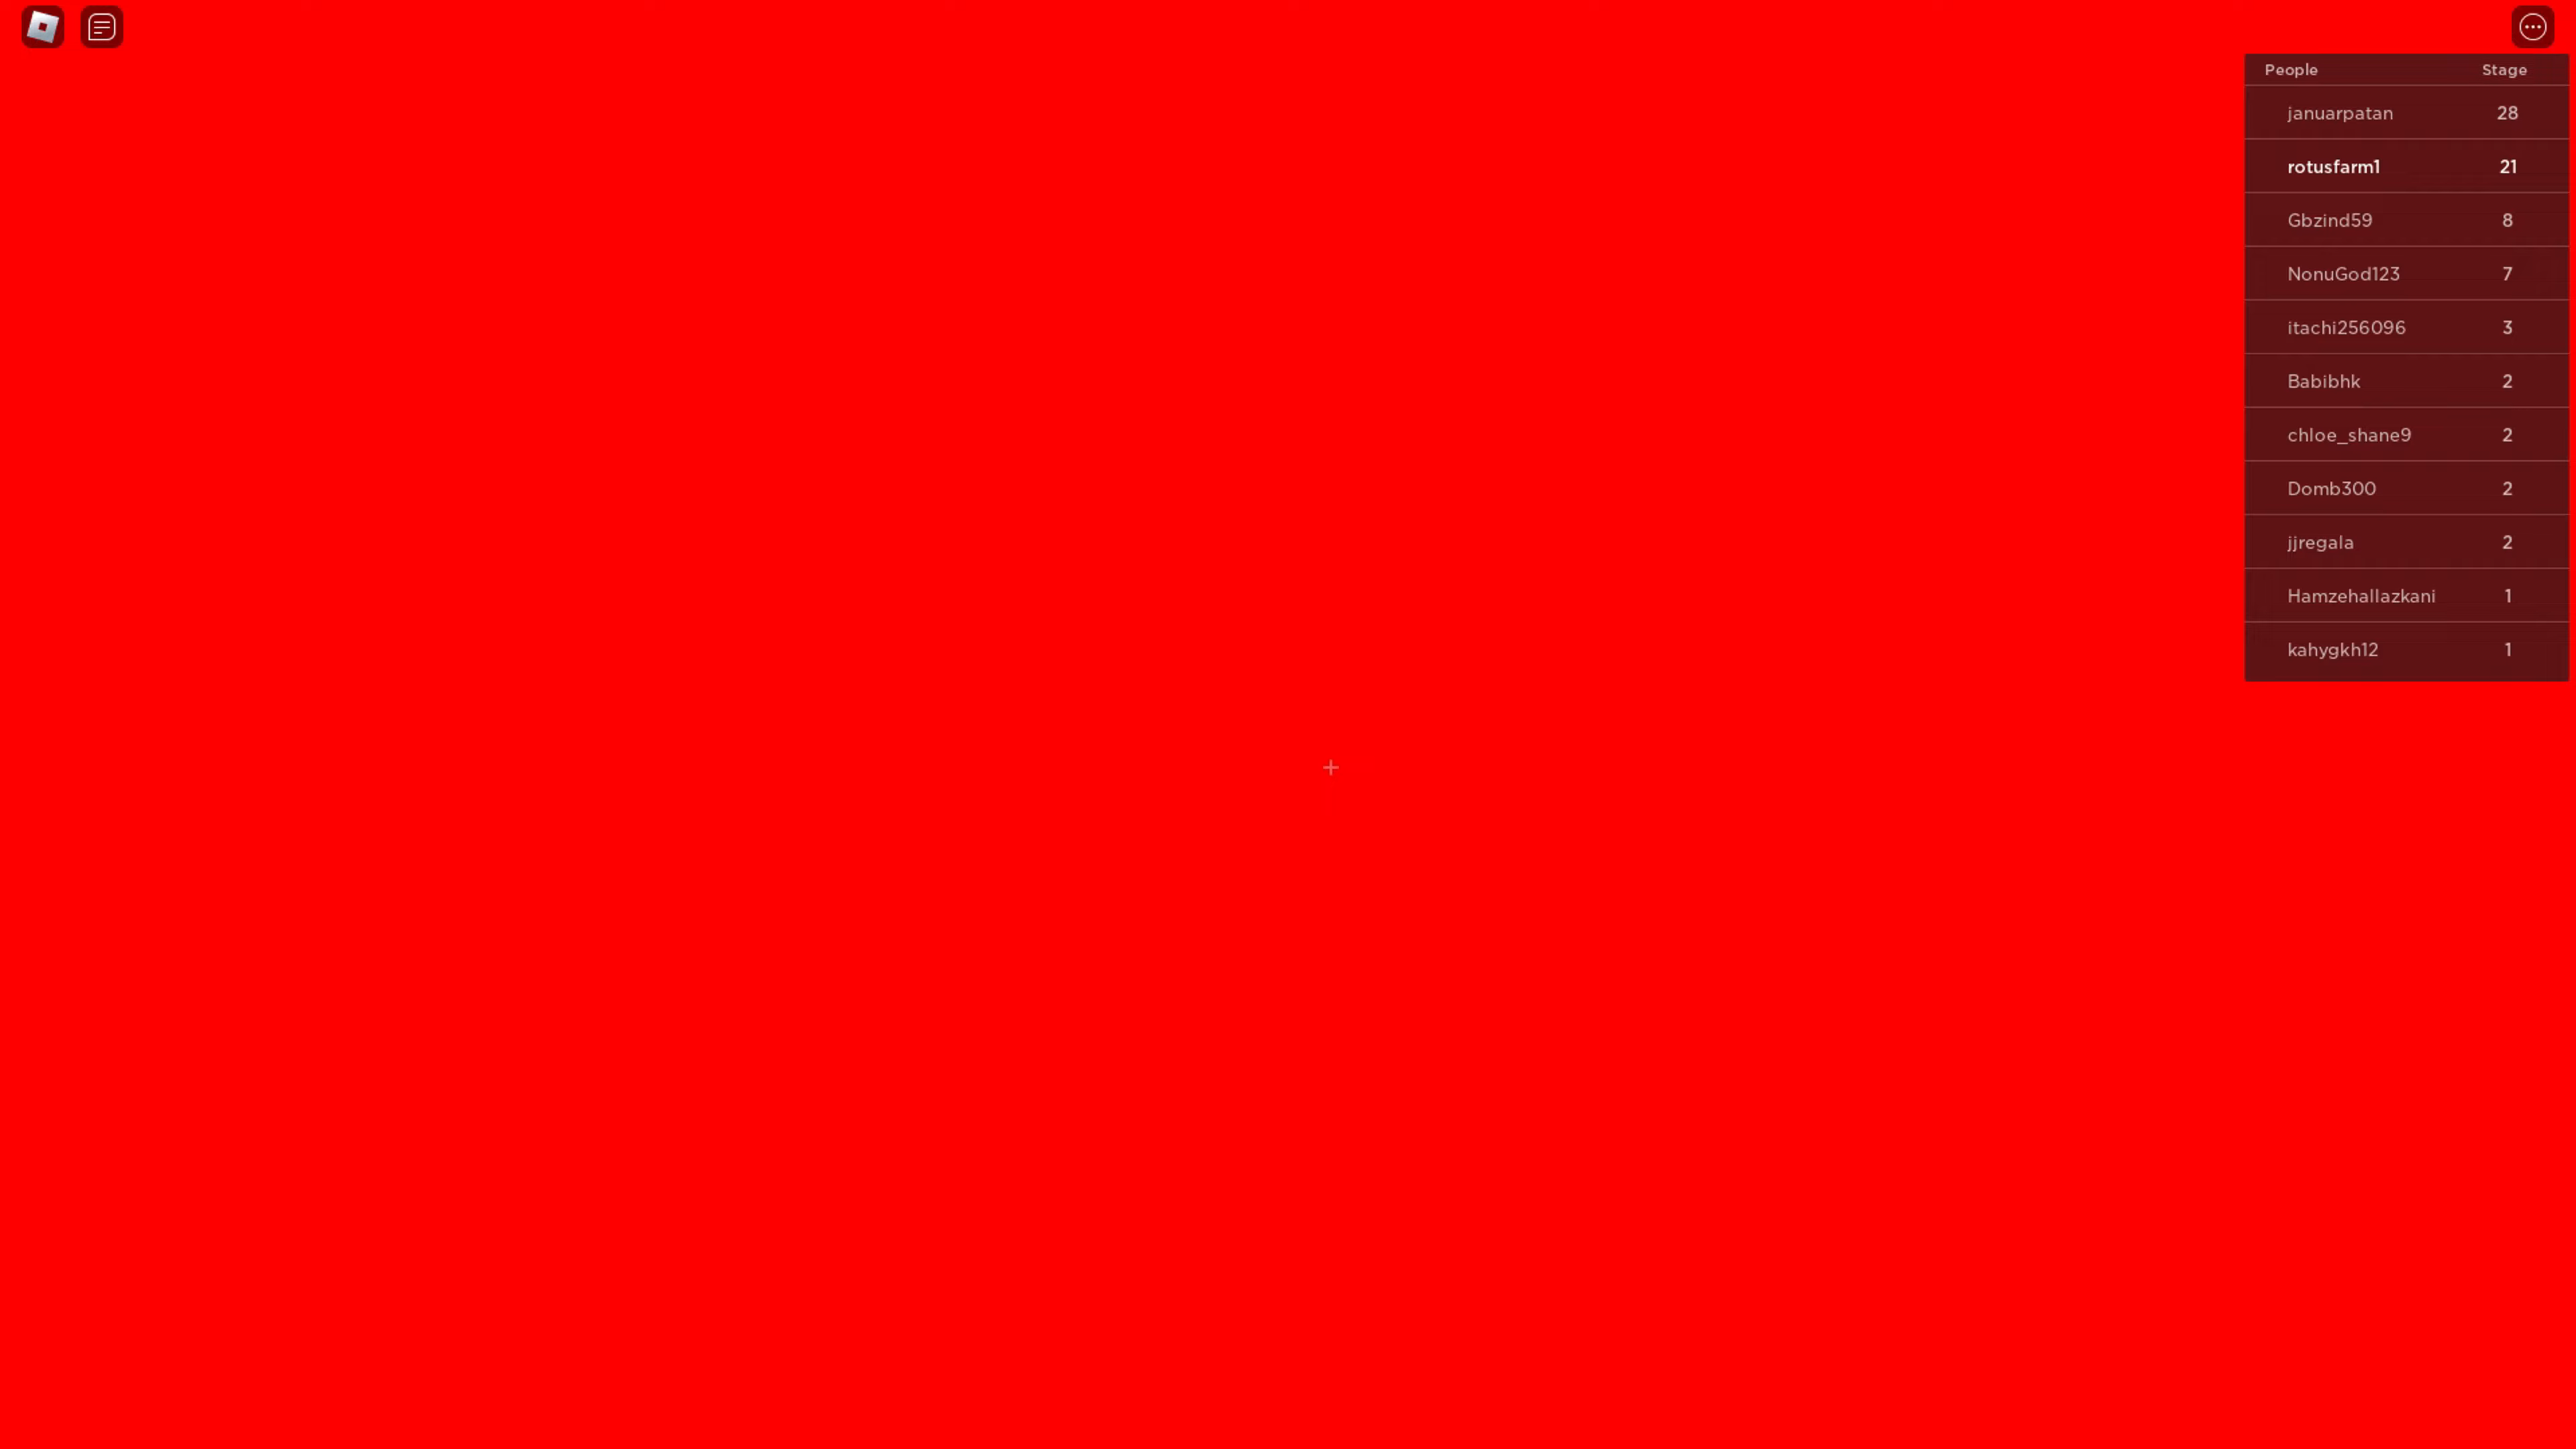 People Stage
januarpatan 28
rotusfarm1 21
Gbzind59 8
NonuGod123 7
itachi256096 3
Babibhk 2
chloe_shane9 2
Domb300 2
jjregala 2
Hamzehallazkani 1
kahygkh12 1